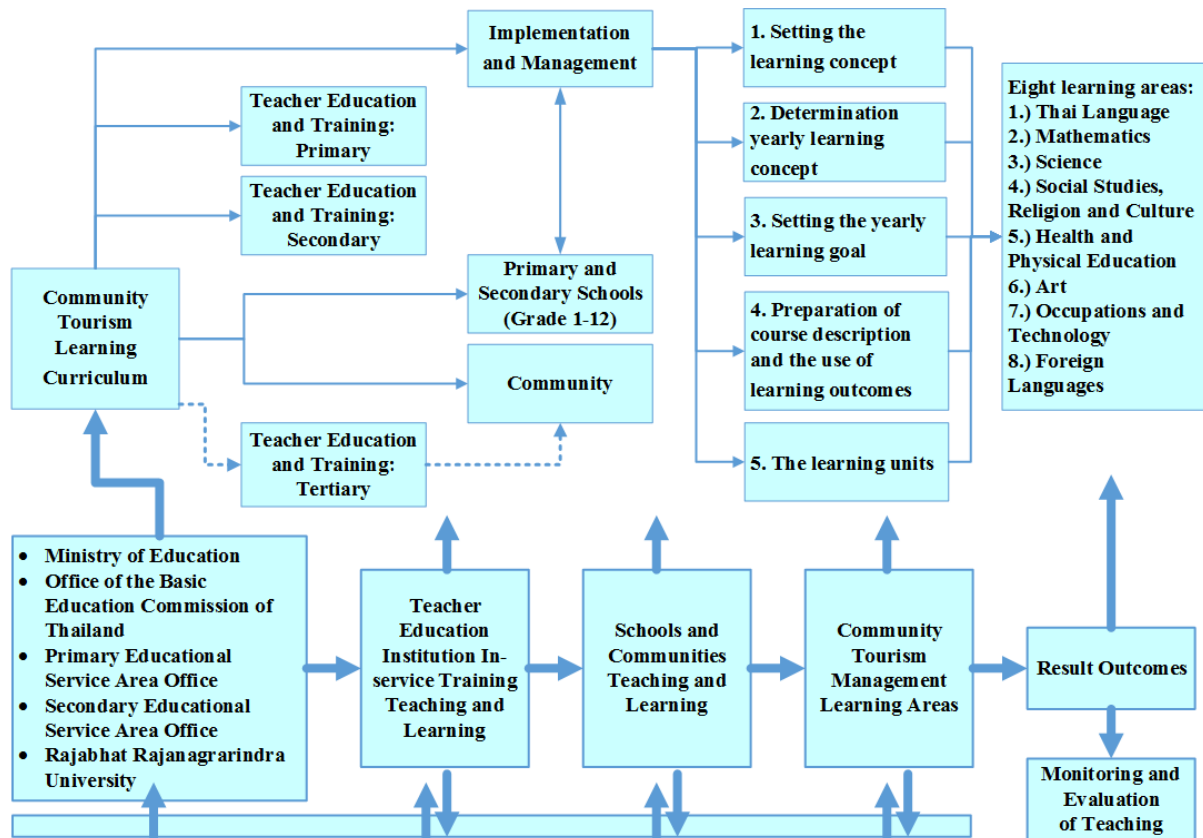 Implementation
and Management
1. Setting the
learning concept
Eight learning areas:
1.) Thai Language
2.) Mathematics
3.) Science
4.) Social Studies,
Religion and Culture
5.) Health and
Physical Education
6.) Art
7.) Occupations and
Technology
8.) Foreign
Languages
Teacher Education
and Training:
Primary
2. Determination
yearly learning
concept
Teacher Education
and Training:
Secondary
3. Setting the yearly
learning goal
Community
Tourism
Learning
Curriculum
Primary and
Secondary Schools
(Grade 1-12)
4. Preparation of
course description
and the use of
learning outcomes
Community
Teacher Education
and Training:
Tertiary
5. The learning units
• Ministry of Education
• Office of the Basic
Education Commission of
Thailand
• Primary Educational
Service Area Office
• Secondary Educational
Service Area Office
• Rajabhat Rajanagrarindra
University
Teacher
Education
Institution In-
service Training
Teaching and
Learning
Schools and
Communities
Teaching and
Learning
Community
Tourism
Management
Learning Areas
Result Outcomes
Monitoring and
Evaluation
of Teaching